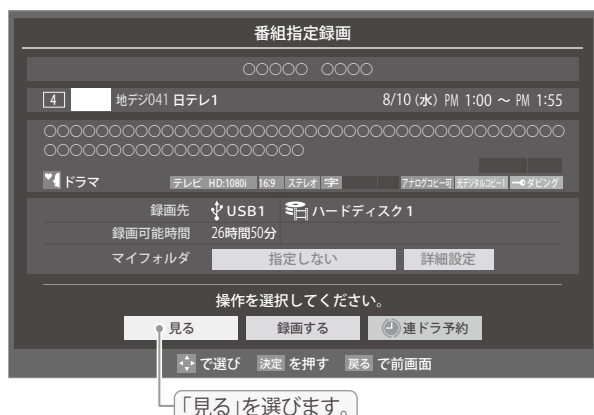 番組指定録画
○○○○○ ○○○○
4 地デジ041 日テレ1 8/10 (水) PM 1:00 ~ PM 1:55
○○○○○○○○○○○○○○○○○○○○○○○○○○○○○○○○○○○○○○○○
○○○○○○○○○○○○○○○○○○○○
ドラマ テレビ HD:1080i 16:9 ステレオ 字 アナログコピー可 光デジタルコピー1 ダビング
録画先 USB1 ハードディスク1
録画可能時間 26時間50分
マイフォルダ 指定しない 詳細設定
操作を選択してください。
見る 録画する 連ドラ予約
で選び 決定 を押す 戻る で前画面
「見る」を選びます。